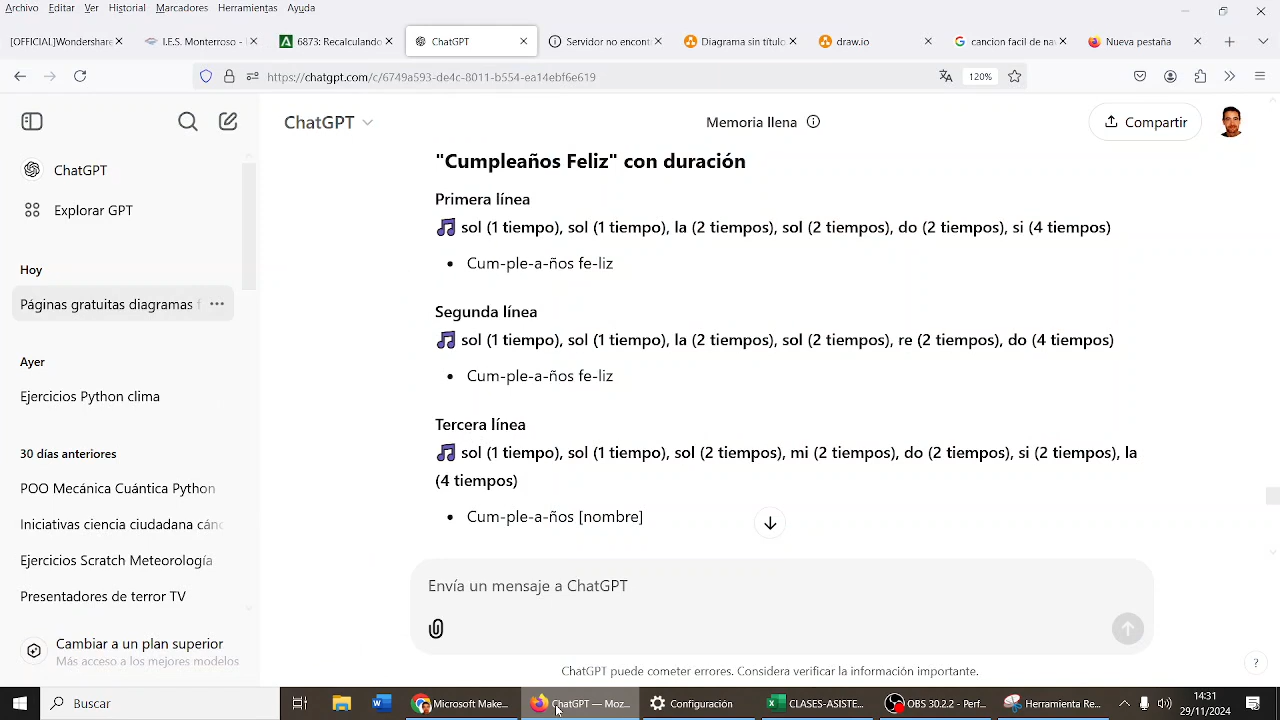 Archivo Editar Ver Historial Marcadores Herramientas Ayuda
[OFFICIAL]Wondershare
I.E.S. Monterroso -
6873: Recalculando
ChatGPT
Servidor no encont
Diagrama sin título
draw.io
cancion facil de na
Nueva pestaña
https://chatgpt.com/c/6749a593-de4c-8011-b554-ea14ebf6e619
120%
ChatGPT
Memoria llena
Compartir
ChatGPT
Explorar GPT
Hoy
Páginas gratuitas diagramas f
Ayer
Ejercicios Python clima
30 días anteriores
POO Mecánica Cuántica Python
Iniciativas ciencia ciudadana cánc
Ejercicios Scratch Meteorología
Presentadores de terror TV
Cambiar a un plan superior
Más acceso a los mejores modelos
"Cumpleaños Feliz" con duración
Primera línea
🎵 sol (1 tiempo), sol (1 tiempo), la (2 tiempos), sol (2 tiempos), do (2 tiempos), si (4 tiempos)
• Cum-ple-a-ños fe-liz
Segunda línea
🎵 sol (1 tiempo), sol (1 tiempo), la (2 tiempos), sol (2 tiempos), re (2 tiempos), do (4 tiempos)
• Cum-ple-a-ños fe-liz
Tercera línea
🎵 sol (1 tiempo), sol (1 tiempo), sol (2 tiempos), mi (2 tiempos), do (2 tiempos), si (2 tiempos), la
(4 tiempos)
• Cum-ple-a-ños [nombre]
Envía un mensaje a ChatGPT
ChatGPT puede cometer errores. Considera verificar la información importante.
?
Buscar
Microsoft Make...
ChatGPT — Moz...
Configuración
CLASES-ASISTE...
OBS 30.2.2 - Per...
Herramienta Re...
14:31
29/11/2024